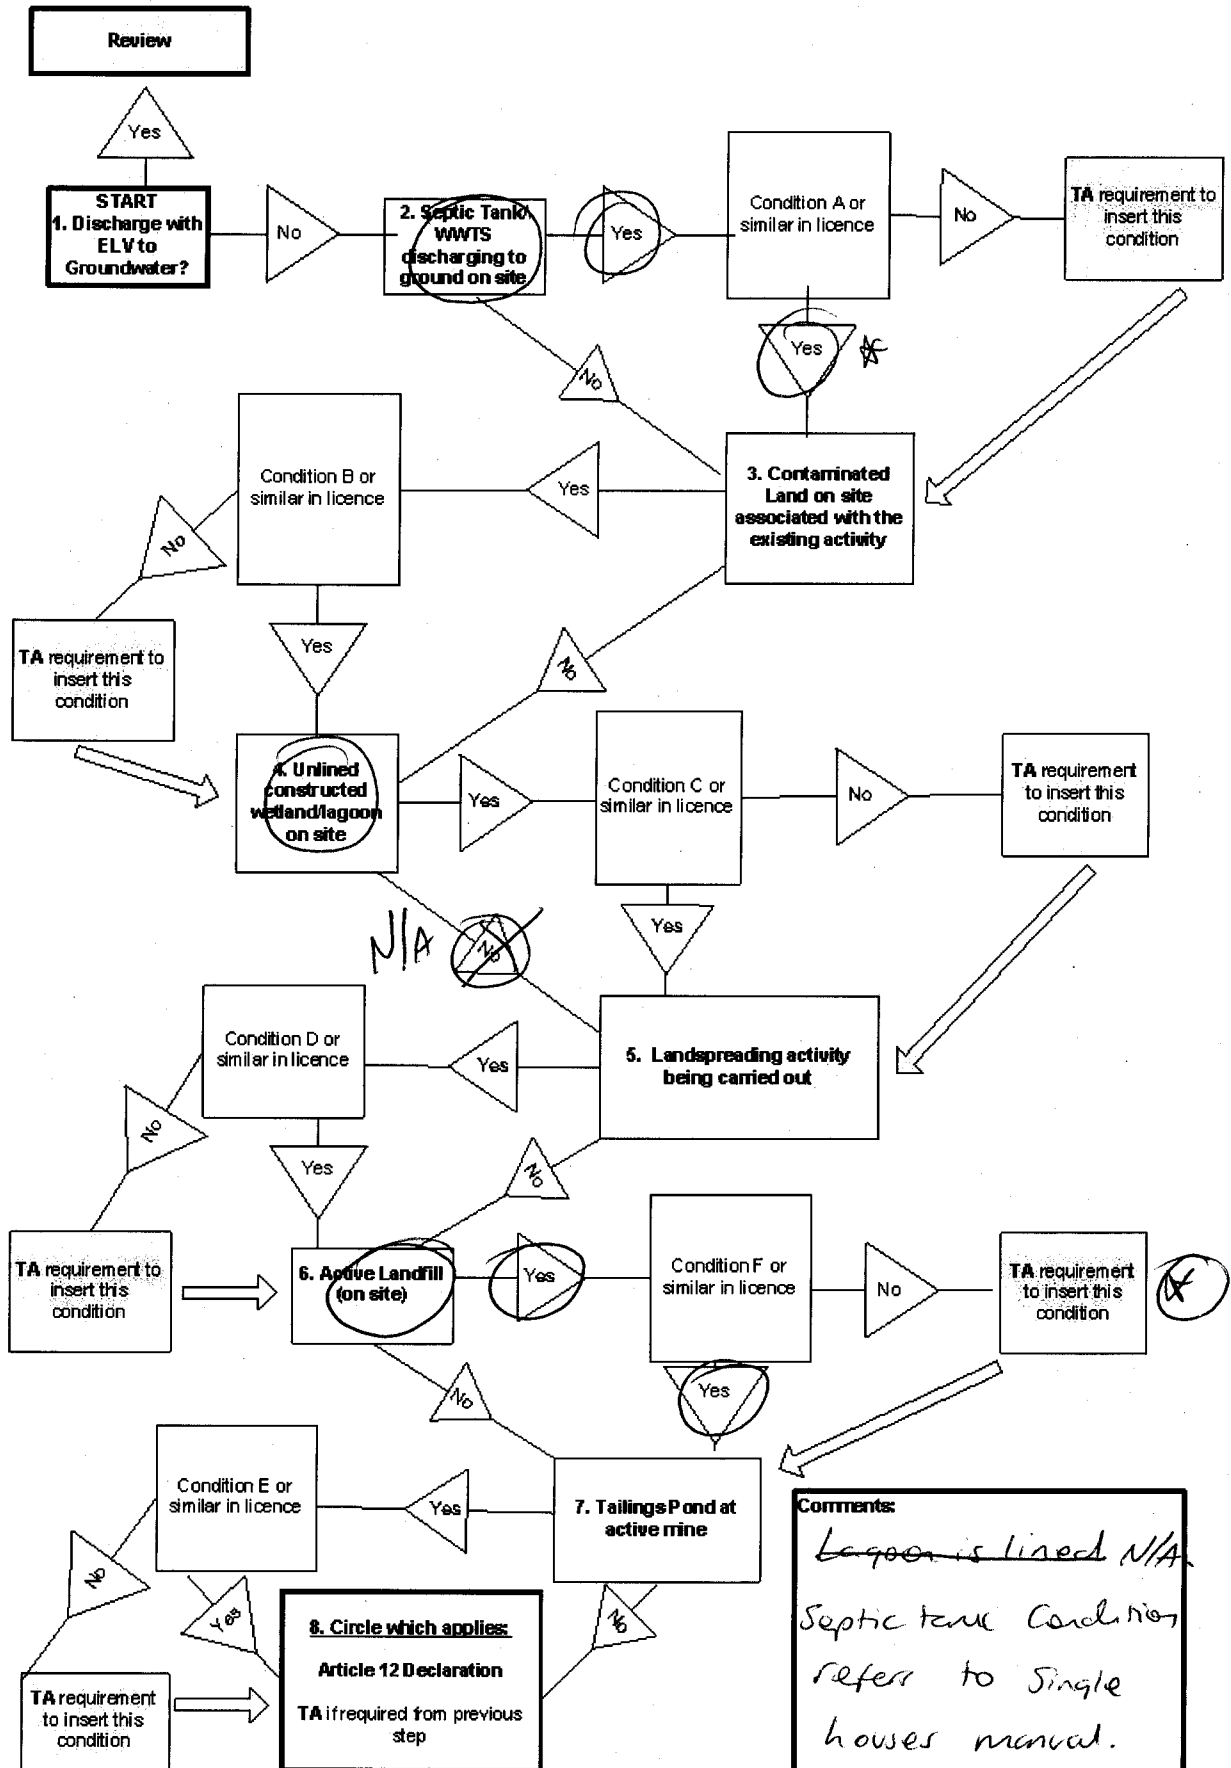 Review
Yes
START
1. Discharge with
ELV to
Groundwater?
No
2. Septic Tank/
WWTS
discharging to
ground on site
Yes
Condition A or
similar in licence
No
TA requirement to
insert this
condition
Yes
No
3. Contaminated
Land on site
associated with the
existing activity
Yes
Condition B or
similar in licence
No
TA requirement to
insert this
condition
Yes
No
4. Unlined
constructed
wetland/lagoon
on site
Yes
Condition C or
similar in licence
No
TA requirement
to insert this
condition
Yes
N/A
No
5. Landspreading activity
being carried out
Yes
Condition D or
similar in licence
No
TA requirement to
insert this
condition
Yes
No
6. Active Landfill
(on site)
Yes
Condition F or
similar in licence
No
TA requirement
to insert this
condition
Yes
No
7. Tailings Pond at
active mine
Yes
Condition E or
similar in licence
No
TA requirement
to insert this
condition
Yes
No
8. Circle which applies:
Article 12 Declaration
TA if required from previous
step
Comments:
Lagoon is lined N/A.
Septic tank Condition
refers to Single
houses manual.